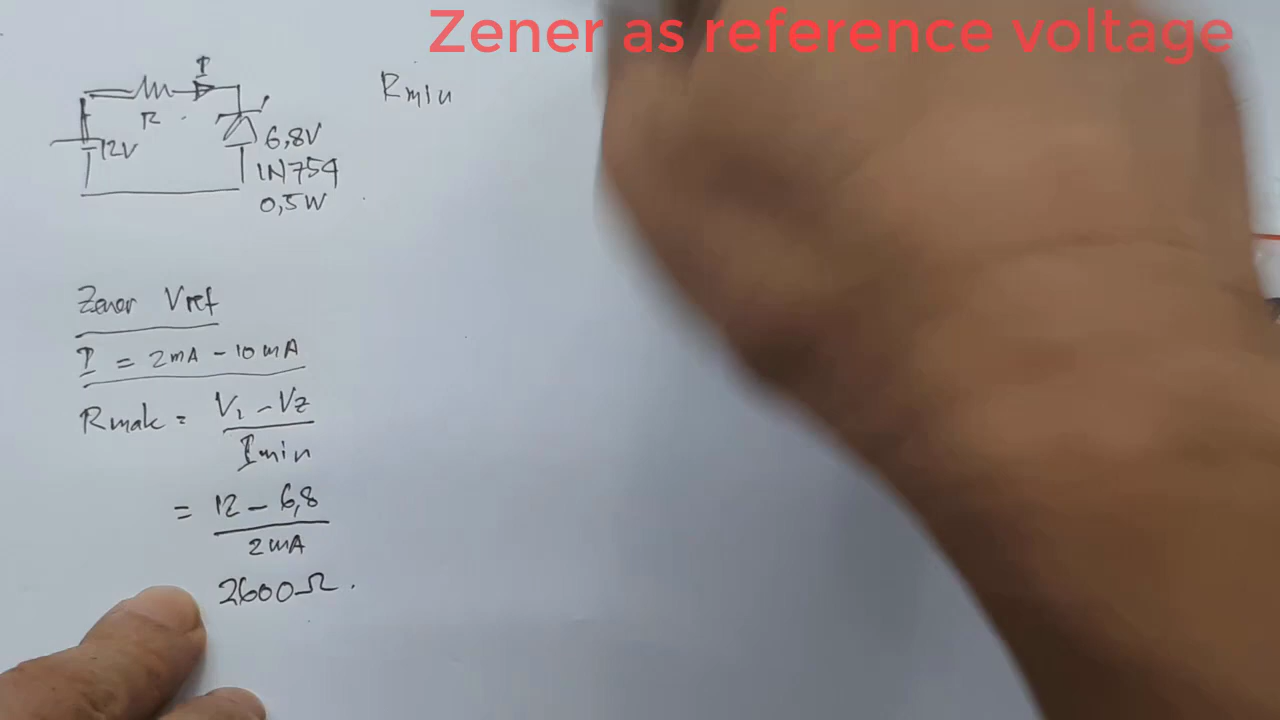 Zener as reference voltage
I
R
12V
6,8V
1N754
0,5W
Rmin
Zener Vref
I = 2mA - 10mA
Rmak = V1 - Vz
Imin
= 12 - 6,8
2mA
2600Ω.